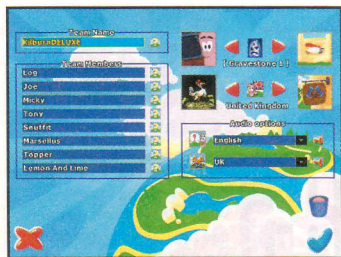 Team Name
KilburnDELUXE
[ Gravestone 1 ]
Team Members
Log
Joe
Micky
Tony
Snuffit
Marsellus
Topper
Lemon And Lime
United Kingdom
Audio options
English
UK